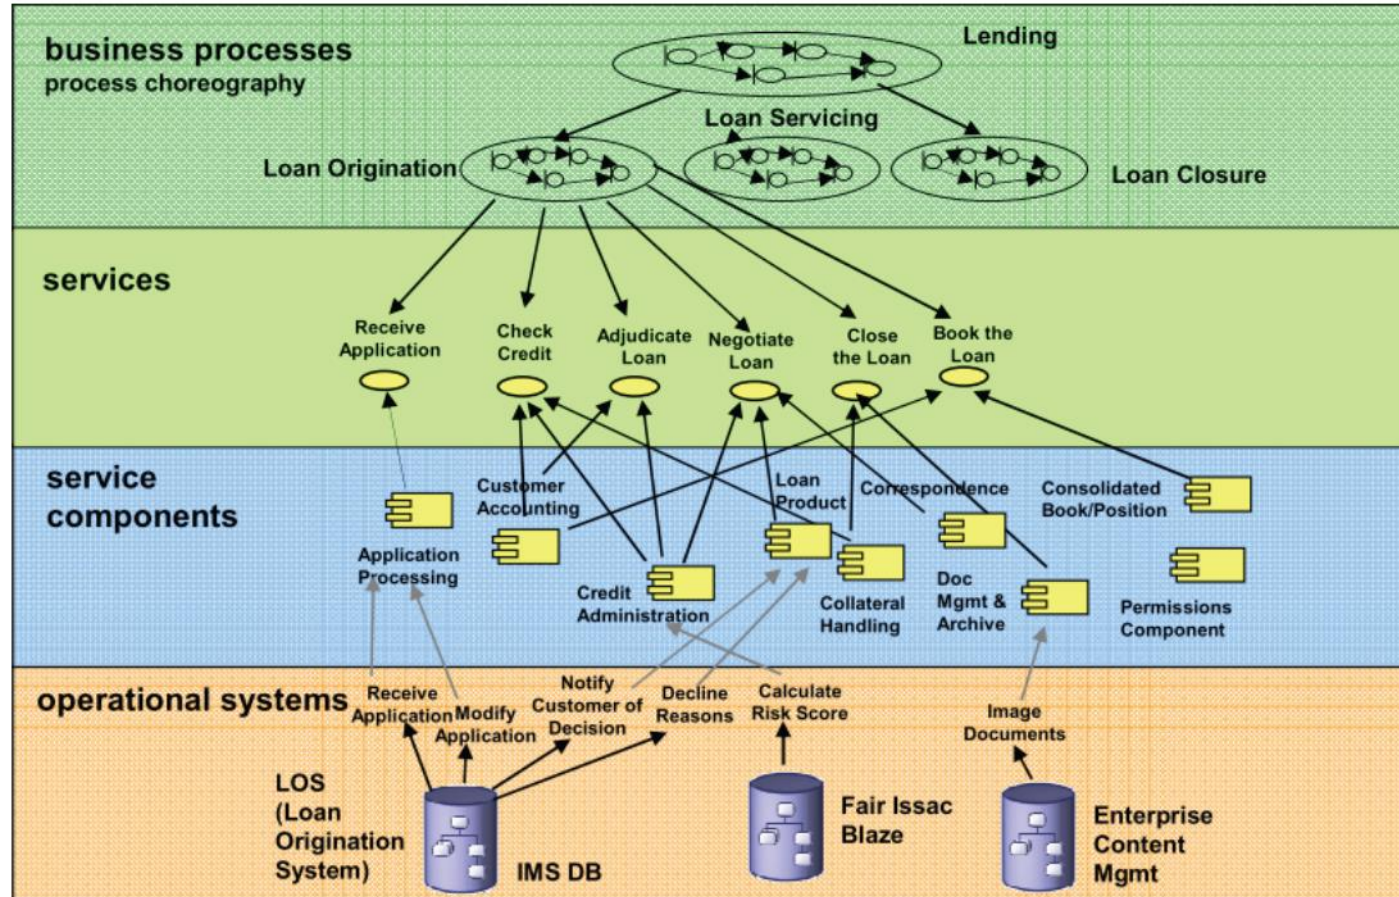 business processes
process choreography
Lending
Loan Servicing
Loan Origination
Loan Closure
services
Receive
Application
Check
Credit
Adjudicate
Loan
Negotiate
Loan
Close
the Loan
Book the
Loan
service
components
Application
Processing
Customer
Accounting
Credit
Administration
Loan
Product
Collateral
Handling
Correspondence
Doc
Mgmt &
Archive
Consolidated
Book/Position
Permissions
Component
operational systems
Receive
Application
Modify
Application
Notify
Customer of
Decision
Decline
Reasons
Calculate
Risk Score
Image
Documents
LOS
(Loan
Origination
System)
IMS DB
Fair Issac
Blaze
Enterprise
Content
Mgmt